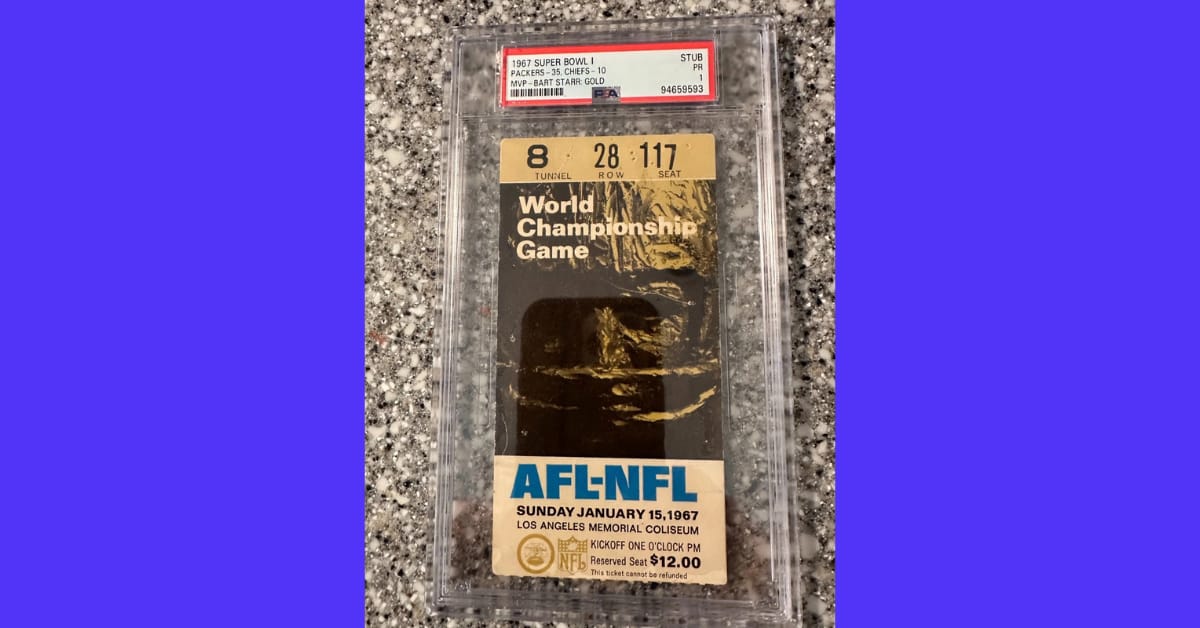 1967 SUPER BOWL I STUB
PACKERS - 35, CHIEFS - 10 PR
MVP - BART STARR: GOLD 1
PSA 94659593
8 28 117
TUNNEL ROW SEAT
World
Championship
Game
AFL-NFL
SUNDAY JANUARY 15, 1967
LOS ANGELES MEMORIAL COLISEUM
KICKOFF ONE O'CLOCK PM
NFL Reserved Seat $12.00
This ticket cannot be refunded